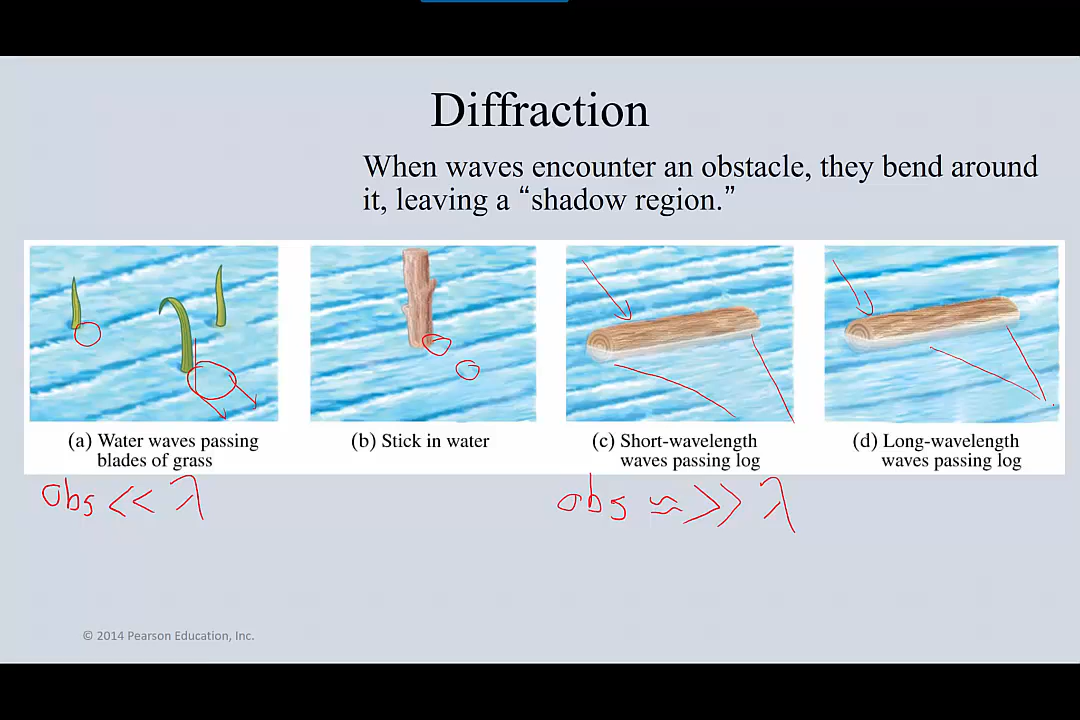 Diffraction
When waves encounter an obstacle, they bend around
it, leaving a “shadow region.”
(a) Water waves passing
blades of grass
(b) Stick in water
(c) Short-wavelength
waves passing log
(d) Long-wavelength
waves passing log
obs << λ
obs ≈ >> λ
© 2014 Pearson Education, Inc.